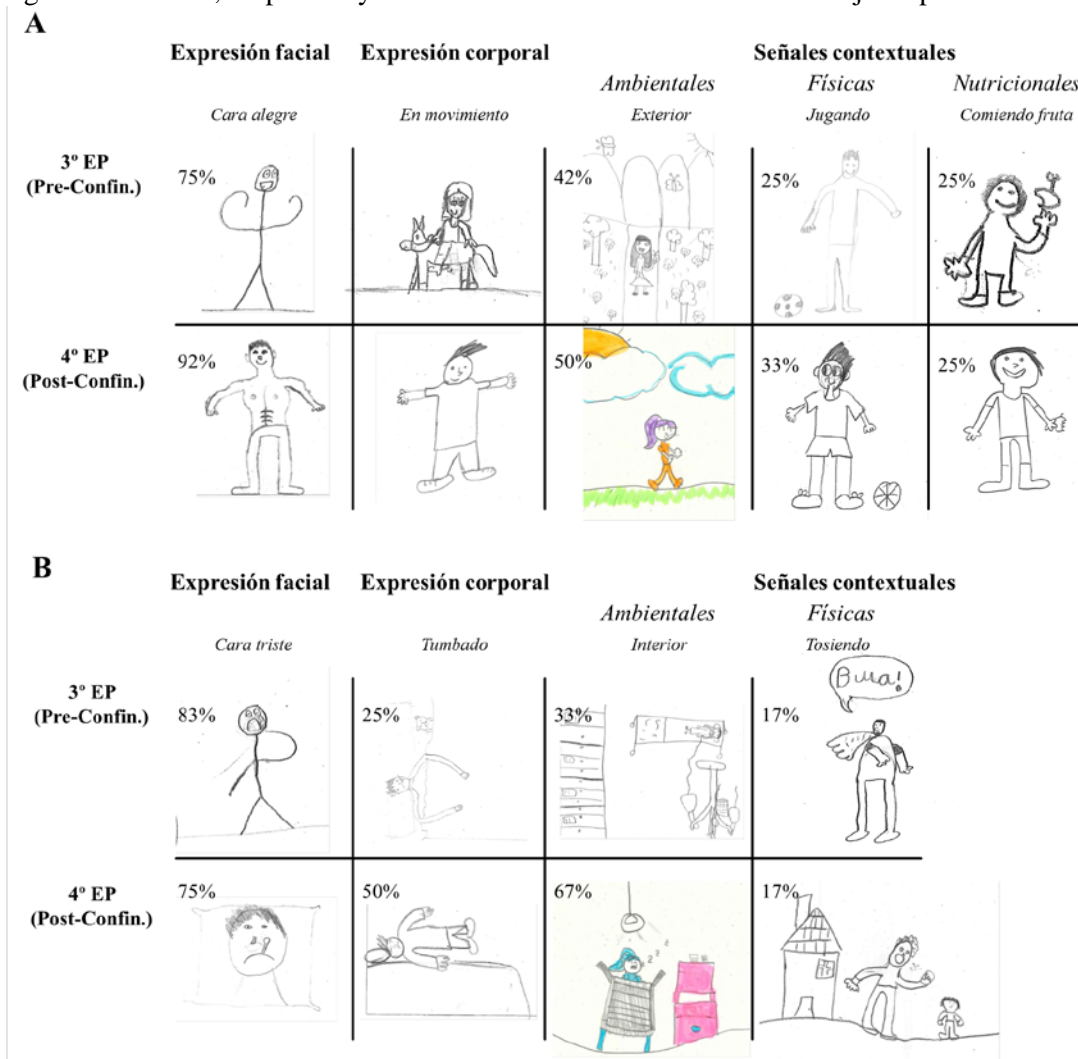 A
Expresión facial Expresión corporal Señales contextuales
Ambientales Físicas Nutricionales
Cara alegre En movimiento Exterior Jugando Comiendo fruta
3º EP
(Pre-Confin.)
75% 42% 25% 25%
4º EP
(Post-Confin.)
92% 50% 33% 25%
B
Expresión facial Expresión corporal Señales contextuales
Ambientales Físicas
Cara triste Tumbado Interior Tosiendo
3º EP
(Pre-Confin.)
83% 25% 33% 17%
4º EP
(Post-Confin.)
75% 50% 67% 17%
z z z